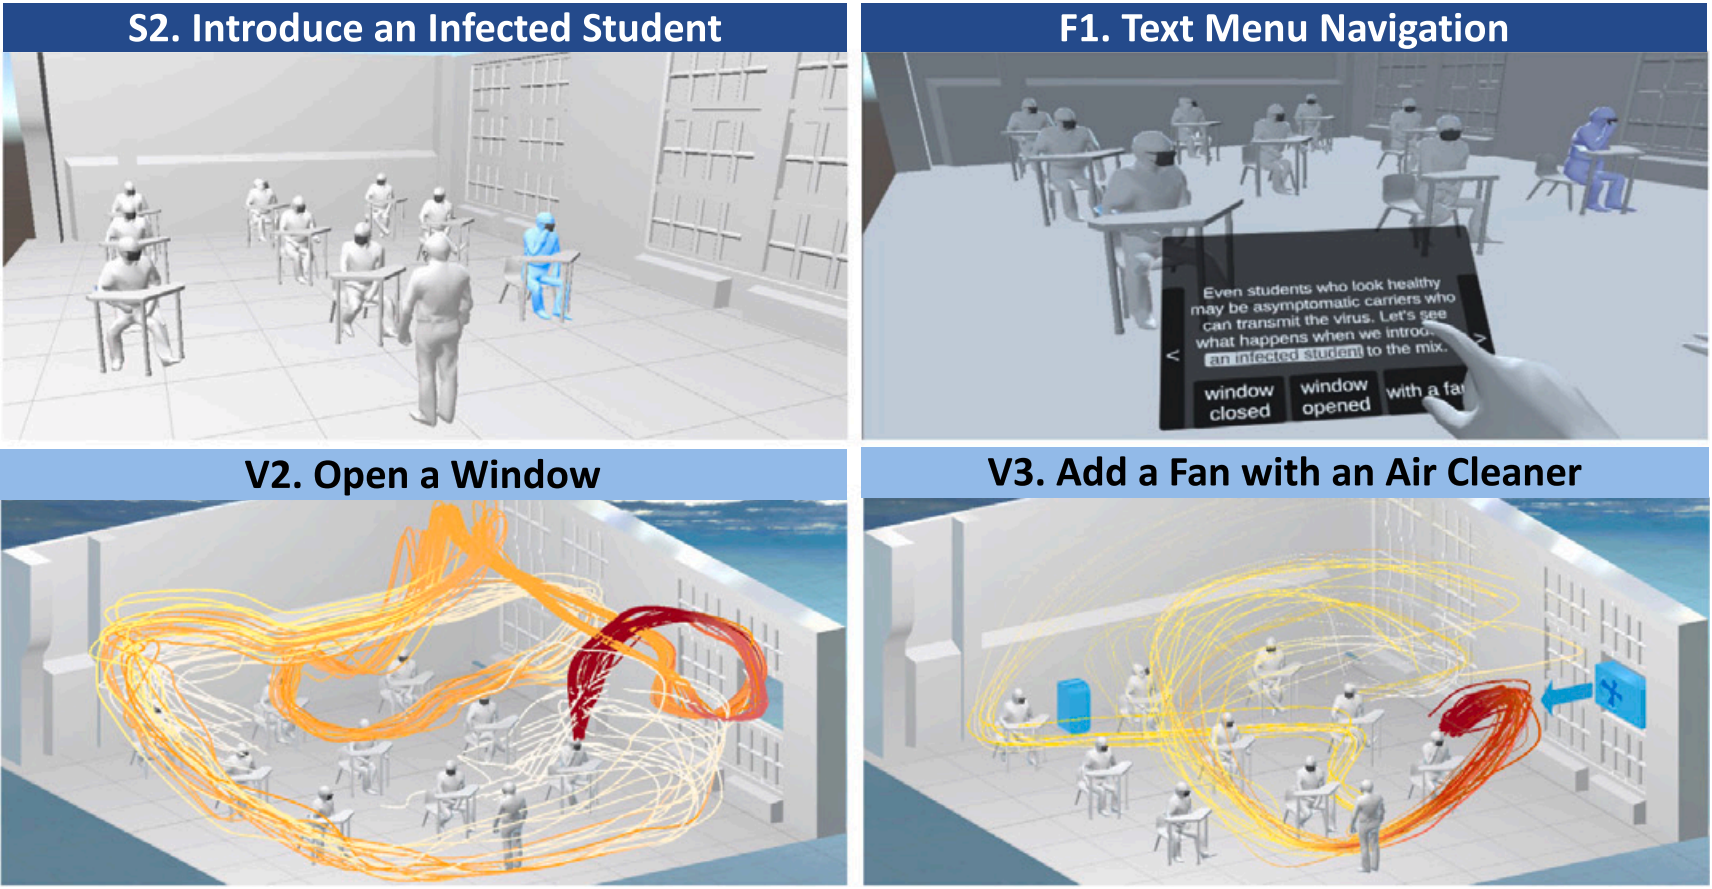 S2. Introduce an Infected Student
F1. Text Menu Navigation
Even students who look healthy
may be asymptomatic carriers who
can transmit the virus. Let's see
what happens when we introd
an infected student to the mix.
<
>
window
closed
window
opened
with a fa
V2. Open a Window
V3. Add a Fan with an Air Cleaner